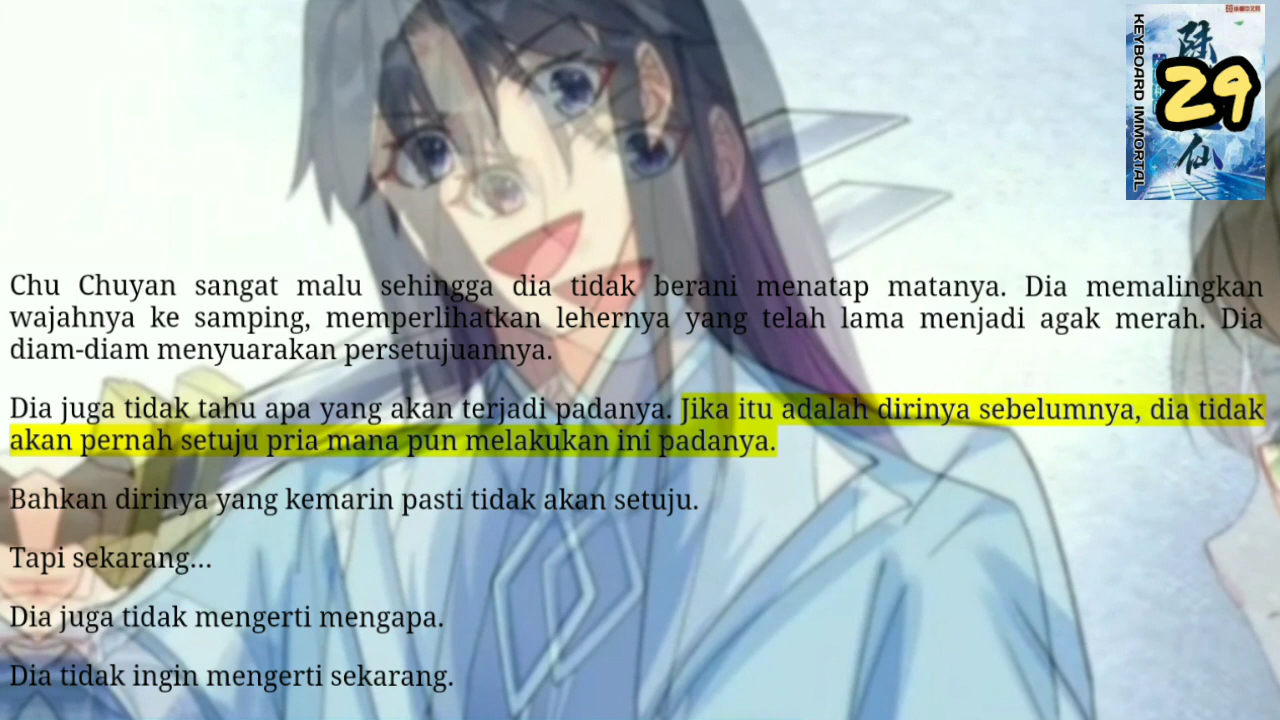 KEYBOARD IMMORTAL
陆
29
仙
Chu Chuyan sangat malu sehingga dia tidak berani menatap matanya. Dia memalingkan
wajahnya ke samping, memperlihatkan lehernya yang telah lama menjadi agak merah. Dia
diam-diam menyuarakan persetujuannya.
Dia juga tidak tahu apa yang akan terjadi padanya. Jika itu adalah dirinya sebelumnya, dia tidak
akan pernah setuju pria mana pun melakukan ini padanya.
Bahkan dirinya yang kemarin pasti tidak akan setuju.
Tapi sekarang...
Dia juga tidak mengerti mengapa.
Dia tidak ingin mengerti sekarang.